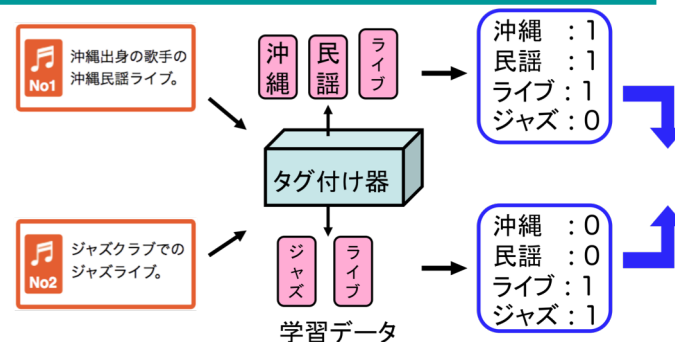 No1
沖縄出身の歌手の
沖縄民謡ライブ。
沖縄
民謡
ライブ
沖縄 : 1
民謡 : 1
ライブ : 1
ジャズ : 0
タグ付け器
No2
ジャズクラブでの
ジャズライブ。
ジャズ
ライブ
沖縄 : 0
民謡 : 0
ライブ : 1
ジャズ : 1
学習データ